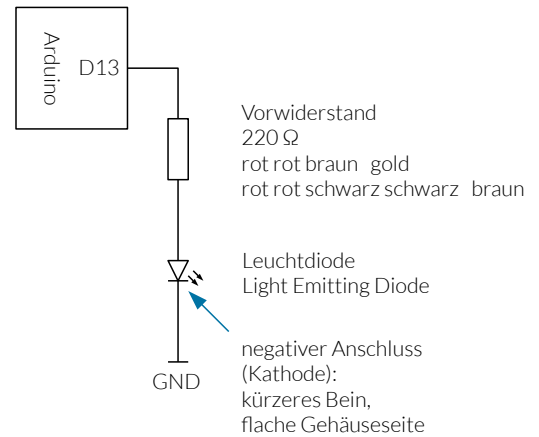 Arduino
D13
Vorwiderstand
220 Ω
rot rot braun gold
rot rot schwarz schwarz braun
Leuchtdiode
Light Emitting Diode
negativer Anschluss
(Kathode):
kürzeres Bein,
flache Gehäuseseite
GND